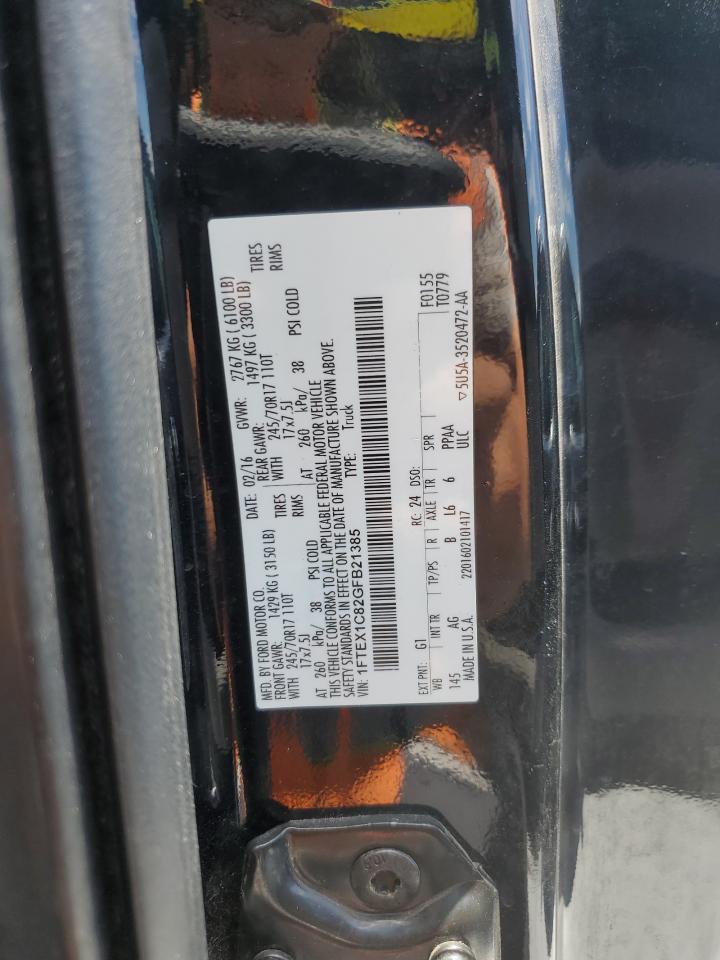 MFD. BY FORD MOTOR CO.
DATE: 02/16 GVWR: 2767 KG ( 6100 LB)
FRONT GAWR: 1429 KG ( 3150 LB)
REAR GAWR: 1497 KG ( 3300 LB)
WITH 245/70R17 110T TIRES
WITH 245/70R17 110T TIRES
17x7.5J RIMS
17x7.5J RIMS
AT 260 kPa/ 38 PSI COLD
AT 260 kPa/ 38 PSI COLD
THIS VEHICLE CONFORMS TO ALL APPLICABLE FEDERAL MOTOR VEHICLE
SAFETY STANDARDS IN EFFECT ON THE DATE OF MANUFACTURE SHOWN ABOVE.
VIN: 1FTEX1C82GFB21385 TYPE: Truck
EXT PNT: G1 RC: 24 DSO: F0155
WB INT TR TP/PS R AXLE TR SPR T0779
145 AG B L6 6 PPAA
MADE IN U.S.A. 2201602101417 ULC ▽5U5A-3520472-AA